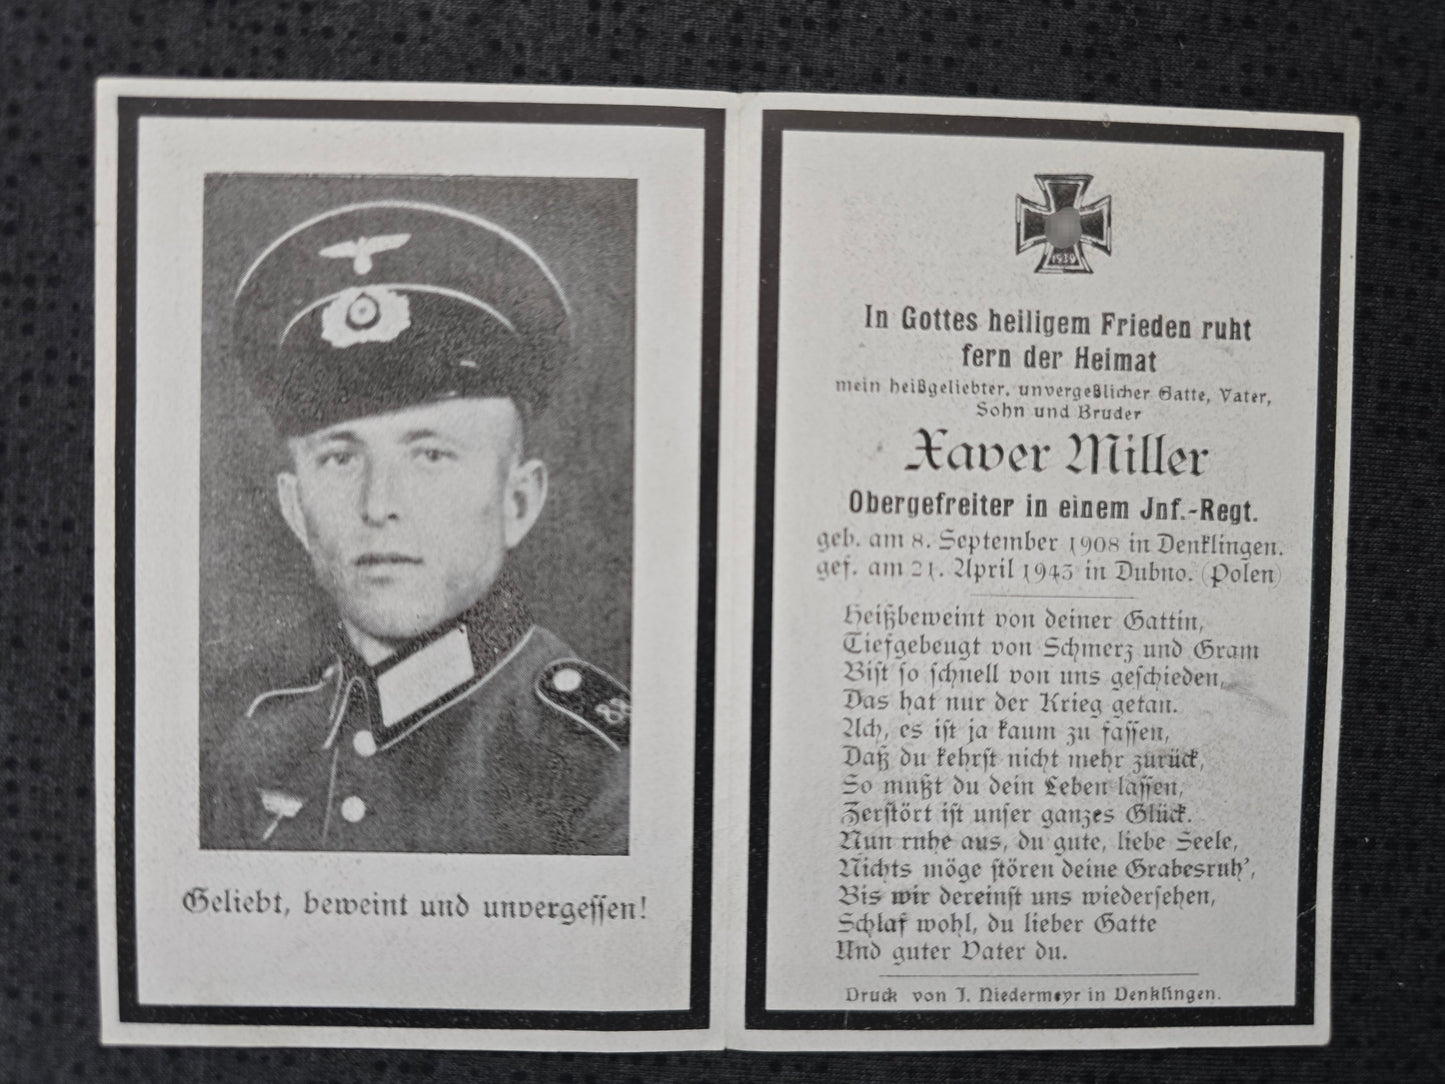 88
Geliebt, beweint und unvergessen!
1939
In Gottes heiligem Frieden ruht
fern der Heimat
mein heißgeliebter, unvergeßlicher Gatte, Vater,
Sohn und Bruder
Xaver Miller
Obergefreiter in einem Jnf.-Regt.
geb. am 8. September 1908 in Denklingen.
gef. am 21. April 1943 in Dubno. (Polen)
Heißbeweint von deiner Gattin,
Tiefgebeugt von Schmerz und Gram
Bist so schnell von uns geschieden,
Das hat nur der Krieg getan.
Ach, es ist ja kaum zu fassen,
Daß du kehrst nicht mehr zurück,
So mußt du dein Leben lassen,
Zerstört ist unser ganzes Glück.
Nun ruhe aus, du gute, liebe Seele,
Nichts möge stören deine Grabesruh',
Bis wir dereinst uns wiedersehen,
Schlaf wohl, du lieber Gatte
Und guter Vater du.
Druck von J. Niedermeyr in Denklingen.